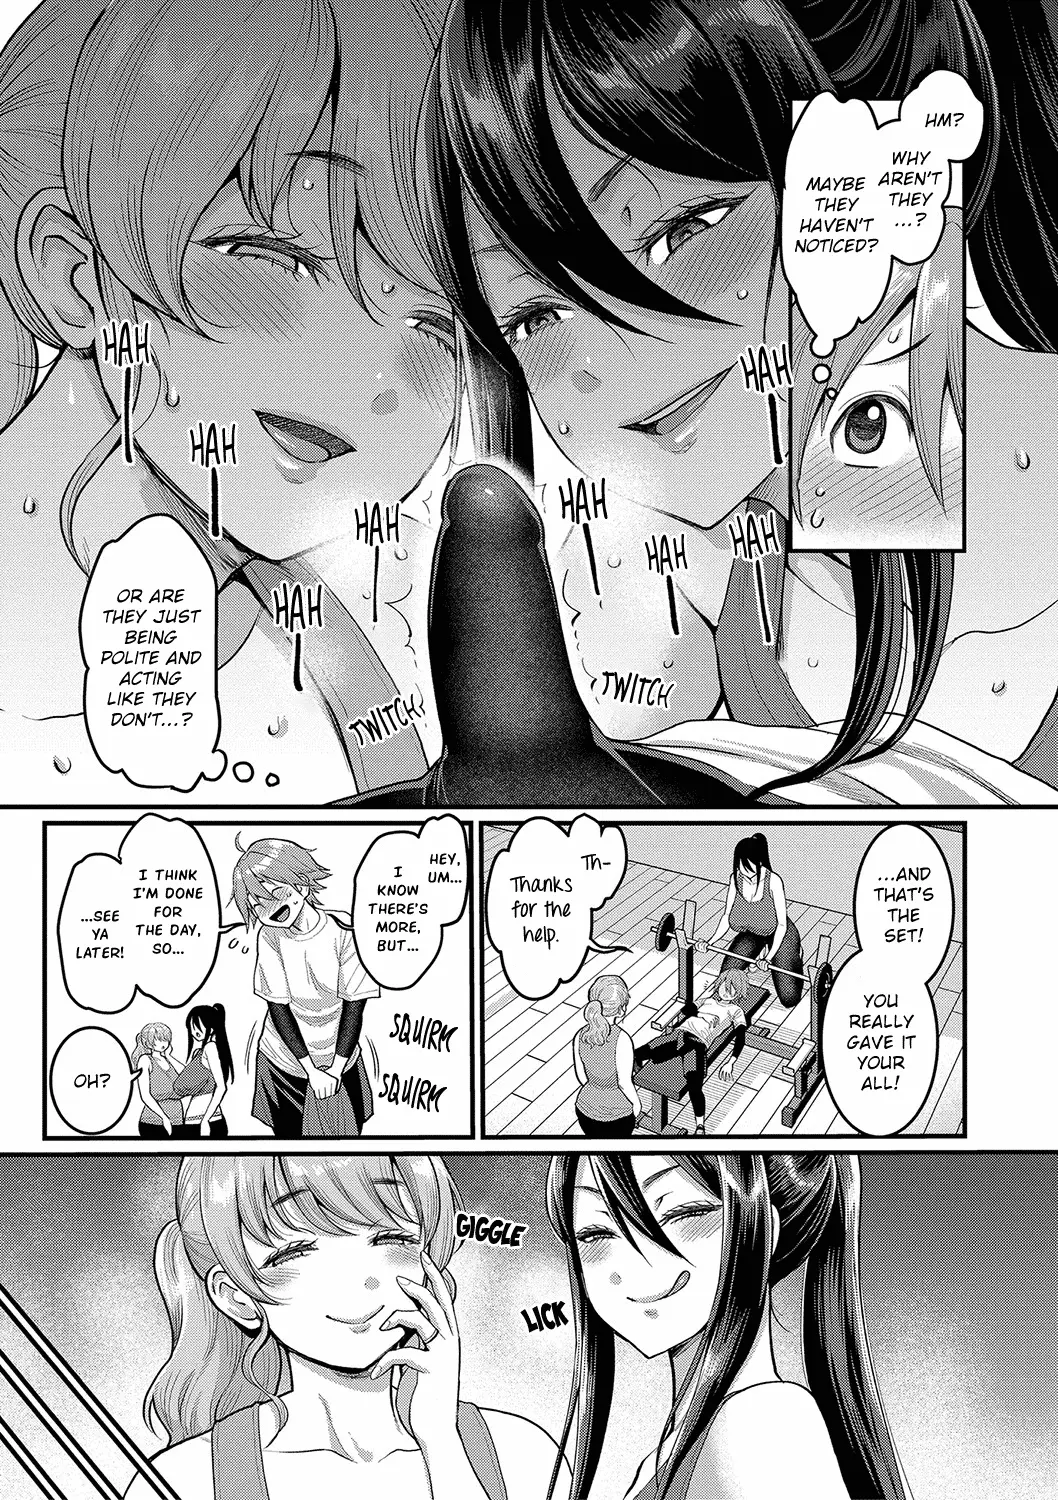 HM?
WHY
AREN'T
THEY
...?
MAYBE
THEY
HAVEN'T
NOTICED?
HAH
HAH
HAH
HAH
HAH
HAH
HAH
HAH
OR ARE
THEY JUST
BEING
POLITE AND
ACTING
LIKE THEY
DON'T...?
TWITCH
TWITCH
...AND
THAT'S
THE
SET!
YOU
REALLY
GAVE IT
YOUR
ALL!
Th-
Thanks
for the
help.
HEY,
UM...
I
KNOW
THERE'S
MORE,
BUT...
I THINK
I'M DONE
FOR
THE DAY,
SO...
...SEE
YA
LATER!
SQUIRM
SQUIRM
OH?
GIGGLE
LICK